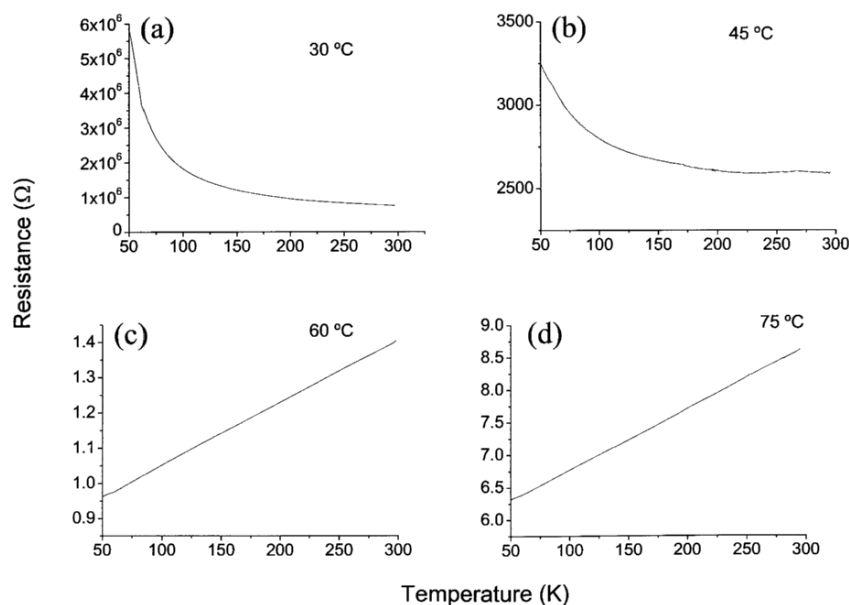 (a)
30 ºC
6x10⁶
5x10⁶
4x10⁶
3x10⁶
2x10⁶
1x10⁶
0
50 100 150 200 250 300
(b)
45 ºC
3500
3000
2500
50 100 150 200 250 300
(c)
60 ºC
1.4
1.3
1.2
1.1
1.0
0.9
50 100 150 200 250 300
(d)
75 ºC
9.0
8.5
8.0
7.5
7.0
6.5
6.0
50 100 150 200 250 300
Resistance (Ω)
Temperature (K)